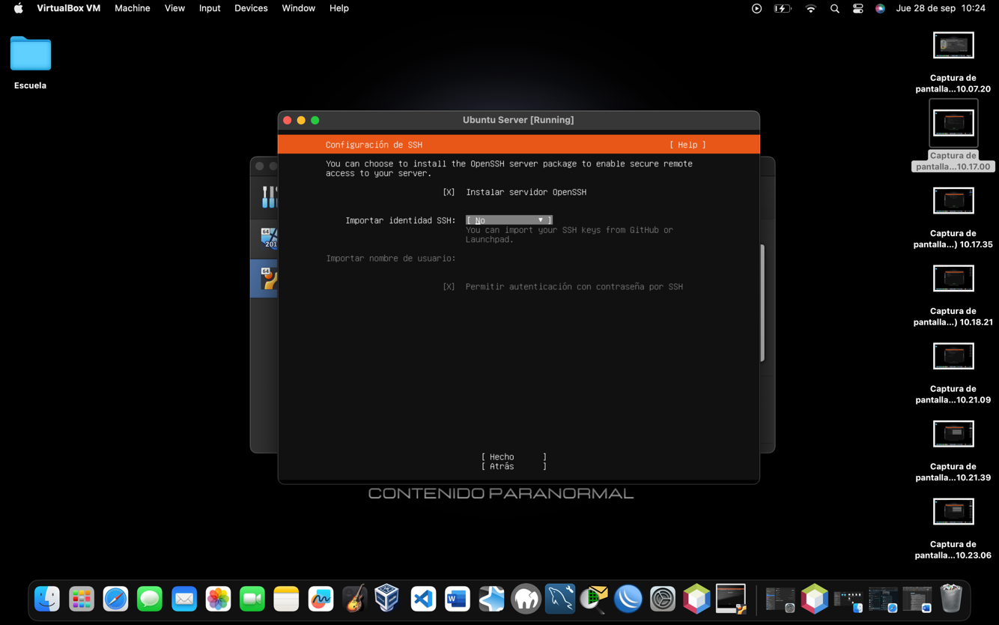 VirtualBox VM Machine View Input Devices Window Help Jue 28 de sep 10:24
Escuela
Captura de
pantalla...10.07.20
Captura de
pantalla...10.17.00
Captura de
pantalla...) 10.17.35
Captura de
pantalla...) 10.18.21
Captura de
pantalla...10.21.09
Captura de
pantalla...10.21.39
Captura de
pantalla...10.23.06
Ubuntu Server [Running]
Configuración de SSH [ Help ]
You can choose to install the OpenSSH server package to enable secure remote
access to your server.
[X] Instalar servidor OpenSSH
Importar identidad SSH: [ No ▼ ]
You can import your SSH keys from GitHub or
Launchpad.
Importar nombre de usuario:
[X] Permitir autenticación con contraseña por SSH
[ Hecho ]
[ Atrás ]
64
201
64
CONTENIDO PARANORMAL